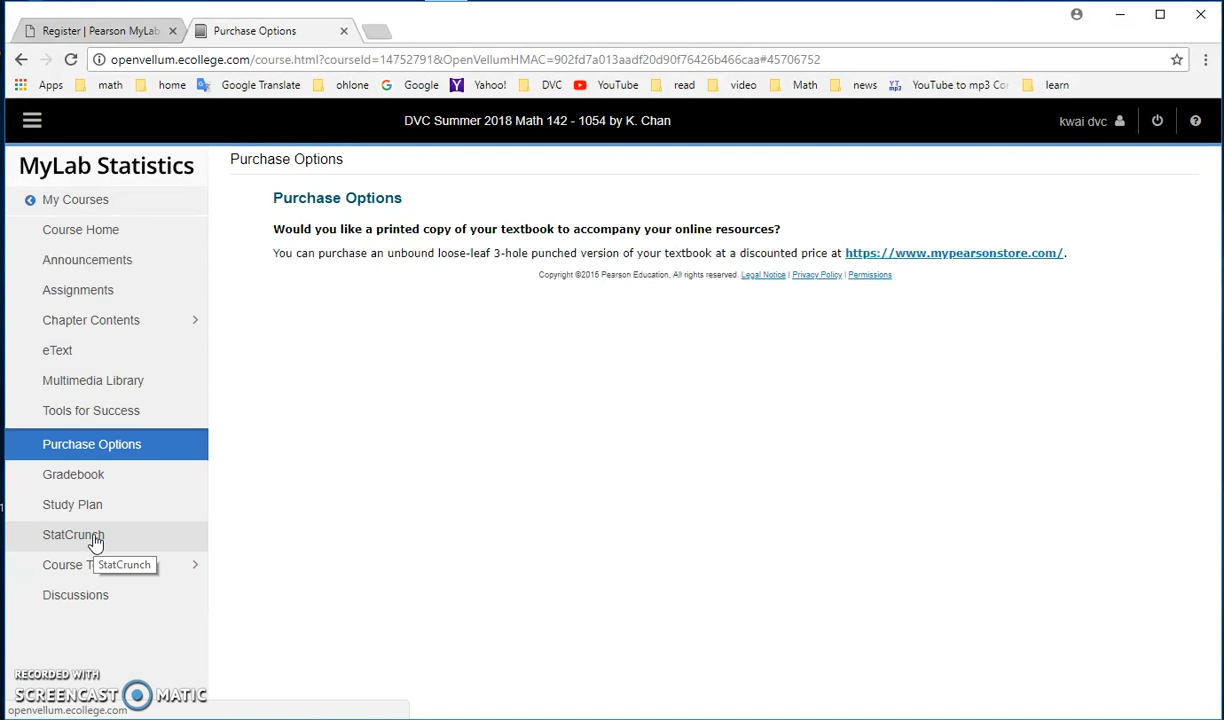 Register | Pearson MyLab
Purchase Options
openvellum.ecollege.com/course.html?courseId=14752791&OpenVellumHMAC=902fd7a013aadf20d90f76426b466caa#45706752
Apps math home Google Translate ohlone Google Yahoo! DVC YouTube read video Math news YouTube to mp3 Cor learn
DVC Summer 2018 Math 142 - 1054 by K. Chan
kwai dvc
MyLab Statistics
My Courses
Course Home
Announcements
Assignments
Chapter Contents
eText
Multimedia Library
Tools for Success
Purchase Options
Gradebook
Study Plan
StatCrunch
StatCrunch
Course T
Discussions
Purchase Options
Purchase Options
Would you like a printed copy of your textbook to accompany your online resources?
You can purchase an unbound loose-leaf 3-hole punched version of your textbook at a discounted price at https://www.mypearsonstore.com/.
Copyright ©2015 Pearson Education, All rights reserved. Legal Notice | Privacy Policy | Permissions
RECORDED WITH
SCREENCAST MATIC
openvellum.ecollege.com